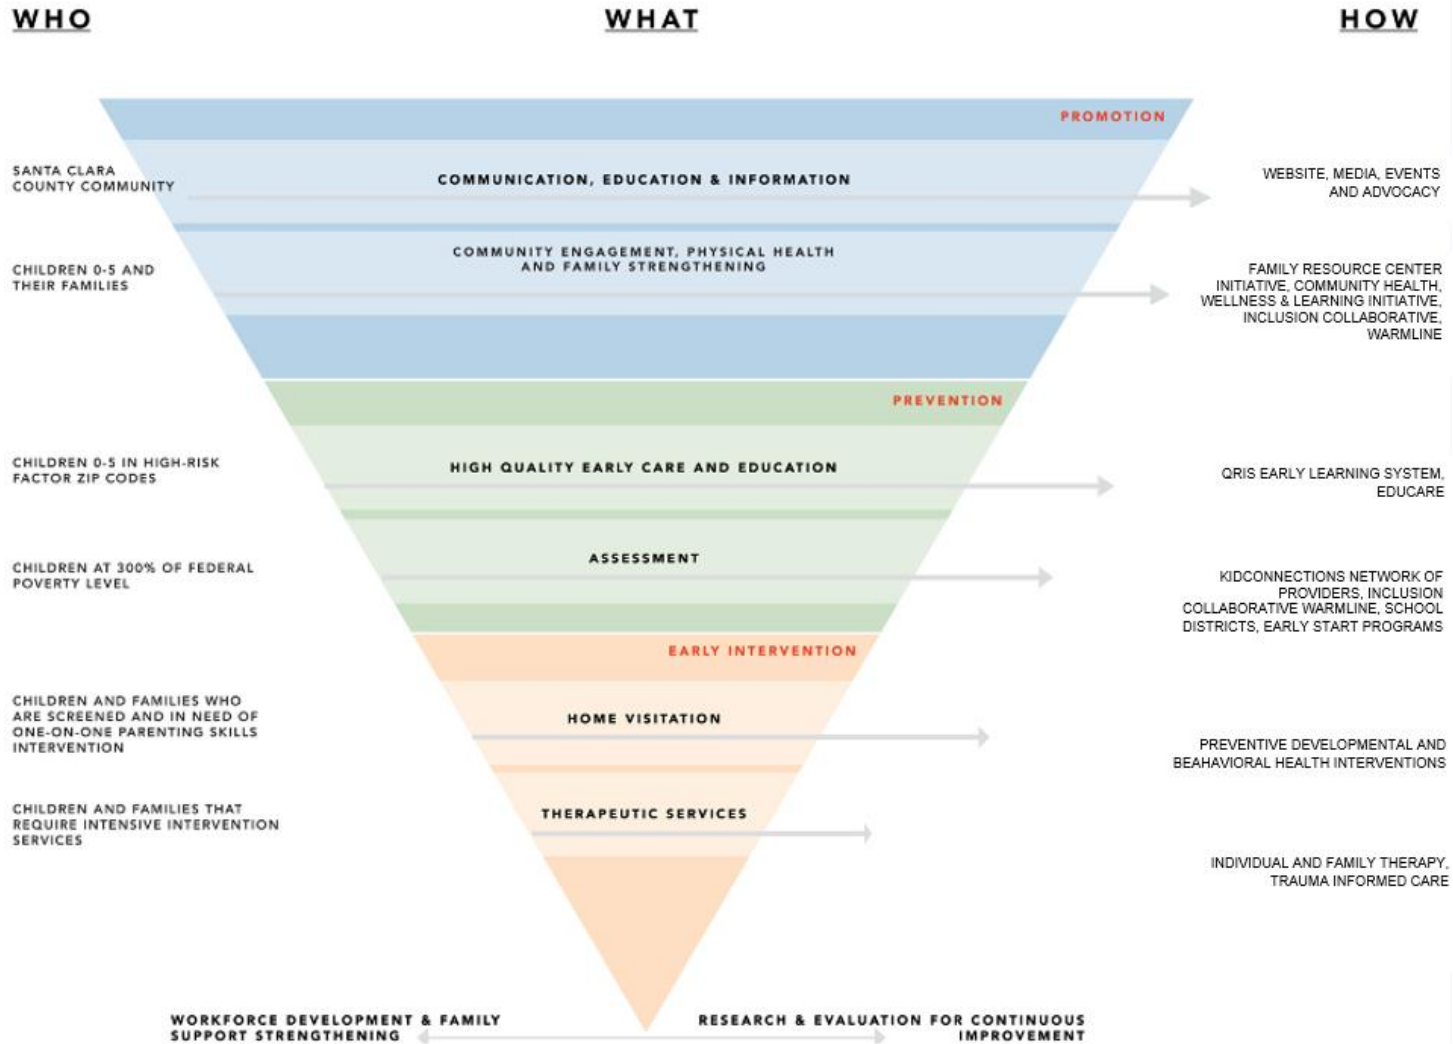 WHO
WHAT
HOW
PROMOTION
SANTA CLARA
COUNTY COMMUNITY
COMMUNICATION, EDUCATION & INFORMATION
WEBSITE, MEDIA, EVENTS
AND ADVOCACY
CHILDREN 0-5 AND
THEIR FAMILIES
COMMUNITY ENGAGEMENT, PHYSICAL HEALTH
AND FAMILY STRENGTHENING
FAMILY RESOURCE CENTER
INITIATIVE, COMMUNITY HEALTH,
WELLNESS & LEARNING INITIATIVE,
INCLUSION COLLABORATIVE,
WARMLINE
PREVENTION
CHILDREN 0-5 IN HIGH-RISK
FACTOR ZIP CODES
HIGH QUALITY EARLY CARE AND EDUCATION
QRIS EARLY LEARNING SYSTEM,
EDUCARE
CHILDREN AT 300% OF FEDERAL
POVERTY LEVEL
ASSESSMENT
KIDCONNECTIONS NETWORK OF
PROVIDERS, INCLUSION
COLLABORATIVE WARMLINE, SCHOOL
DISTRICTS, EARLY START PROGRAMS
EARLY INTERVENTION
CHILDREN AND FAMILIES WHO
ARE SCREENED AND IN NEED OF
ONE-ON-ONE PARENTING SKILLS
INTERVENTION
HOME VISITATION
PREVENTIVE DEVELOPMENTAL AND
BEAHAVIORAL HEALTH INTERVENTIONS
CHILDREN AND FAMILIES THAT
REQUIRE INTENSIVE INTERVENTION
SERVICES
THERAPEUTIC SERVICES
INDIVIDUAL AND FAMILY THERAPY,
TRAUMA INFORMED CARE
WORKFORCE DEVELOPMENT & FAMILY
SUPPORT STRENGTHENING
RESEARCH & EVALUATION FOR CONTINUOUS
IMPROVEMENT